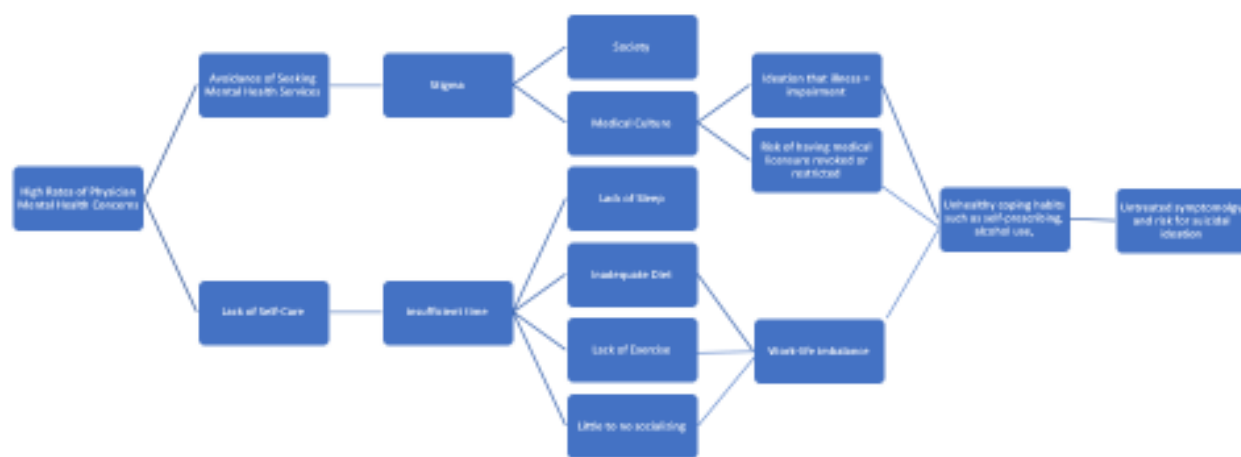 Society
Avoidance of Seeking
Mental Health Services
Stigma
Ideation that illness =
impairment
Medical Culture
Risk of having medical
licensure revoked or
restricted
High Rates of Physician
Mental Health Concerns
Lack of Sleep
Unhealthy coping habits
such as self-prescribing,
alcohol use,
Untreated symptomolgy
and risk for suicidal
ideation
Inadequate Diet
Lack of Self-Care
Insufficient time
Lack of Exercise
Work-life imbalance
Little to no socializing